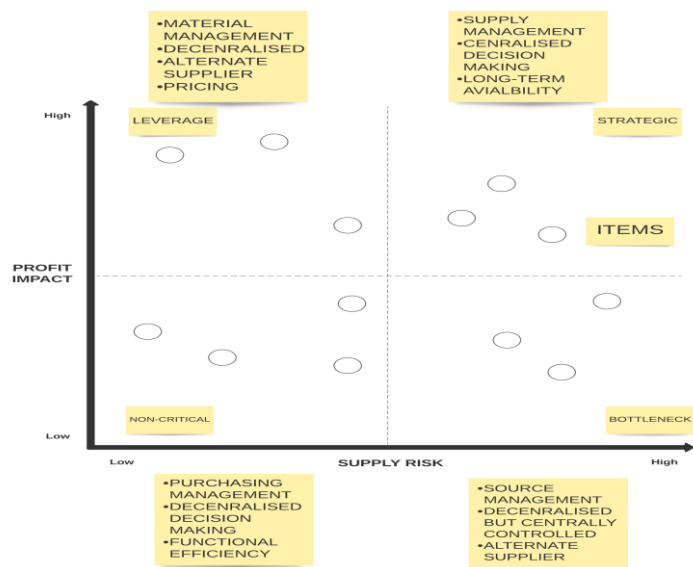 •MATERIAL
MANAGEMENT
•DECENRALISED
•ALTERNATE
SUPPLIER
•PRICING
•SUPPLY
MANAGEMENT
•CENRALISED
DECISION
MAKING
•LONG-TERM
AVIALBILITY
High
LEVERAGE
STRATEGIC
ITEMS
PROFIT
IMPACT
NON-CRITICAL
BOTTLENECK
Low
Low
SUPPLY RISK
High
•PURCHASING
MANAGEMENT
•DECENRALISED
DECISION
MAKING
•FUNCTIONAL
EFFICIENCY
•SOURCE
MANAGEMENT
•DECENRALISED
BUT CENTRALLY
CONTROLLED
•ALTERNATE
SUPPLIER